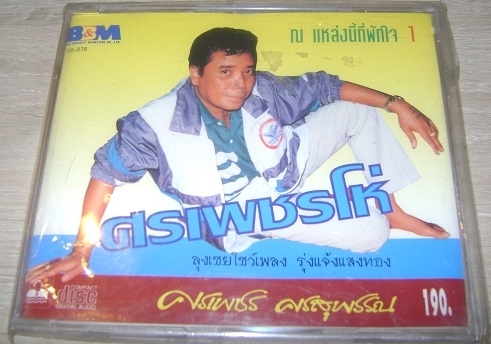 B&M
CD-276
ณ แหล่งนี้ที่พักใจ 1
ศรเพชรโห่
ลุงเชยโชว์เพลง รุ่งแจ้งแสงทอง
COMPACT
disc
DIGITAL AUDIO
ศรเพชร ศรสุพรรณ
190.